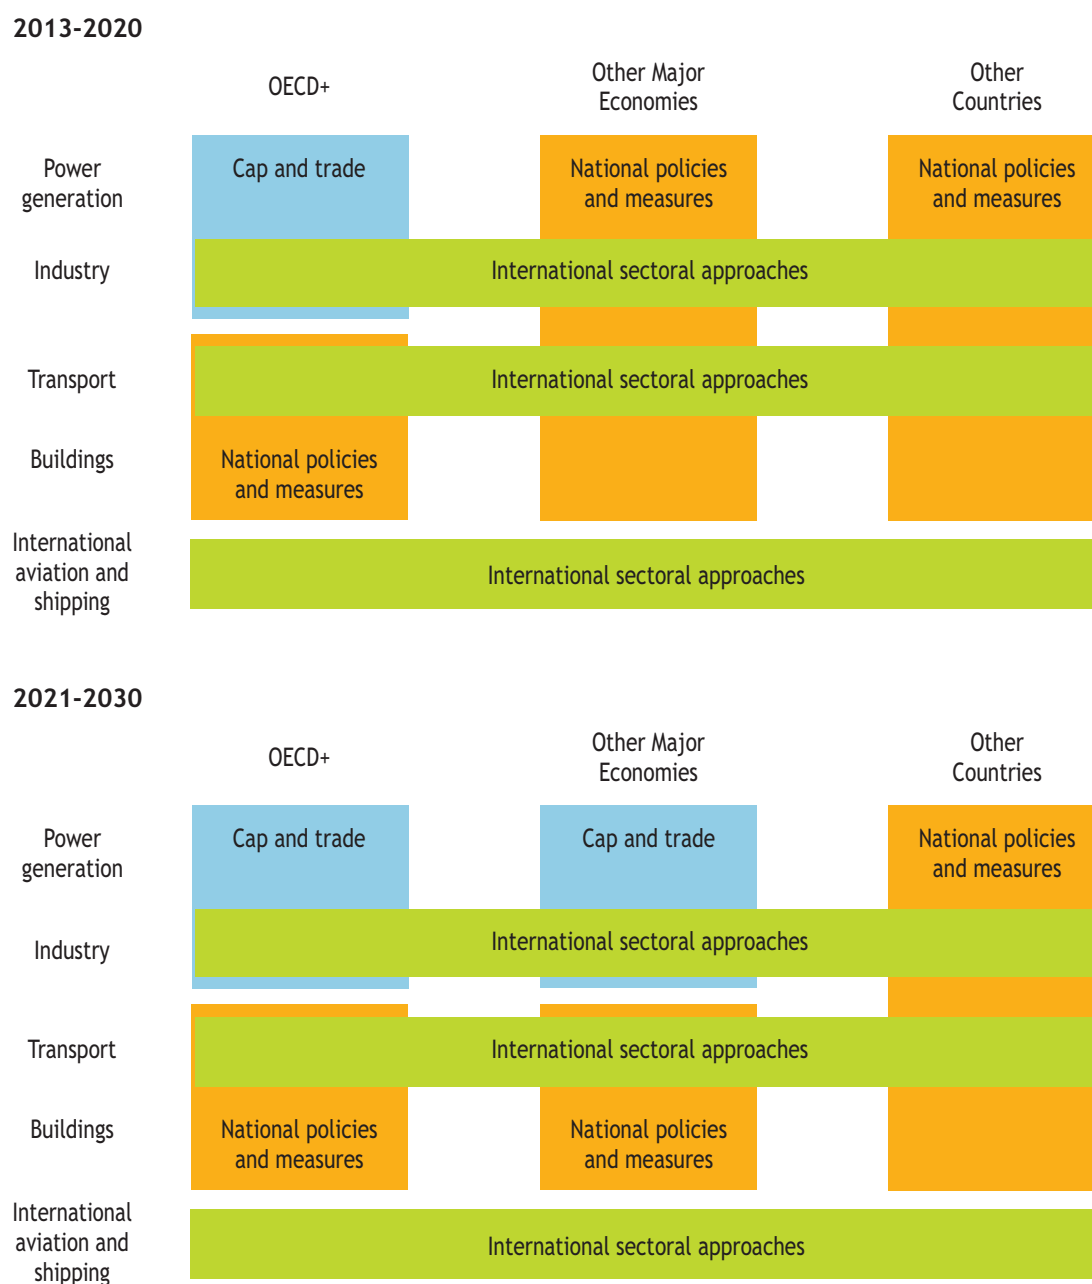 2013-2020
OECD+
Other Major
Economies
Other
Countries
Power
generation
Cap and trade
National policies
and measures
National policies
and measures
Industry
International sectoral approaches
Transport
International sectoral approaches
Buildings
National policies
and measures
International
aviation and
shipping
International sectoral approaches
2021-2030
OECD+
Other Major
Economies
Other
Countries
Power
generation
Cap and trade
Cap and trade
National policies
and measures
Industry
International sectoral approaches
Transport
International sectoral approaches
Buildings
National policies
and measures
National policies
and measures
International
aviation and
shipping
International sectoral approaches